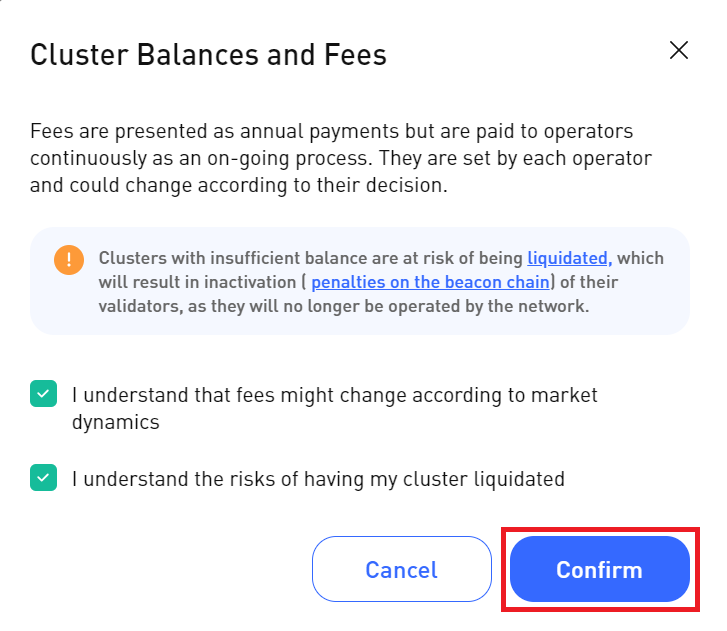 Cluster Balances and Fees
Fees are presented as annual payments but are paid to operators
continuously as an on-going process. They are set by each operator
and could change according to their decision.
Clusters with insufficient balance are at risk of being liquidated, which
will result in inactivation ( penalties on the beacon chain) of their
validators, as they will no longer be operated by the network.
I understand that fees might change according to market
dynamics
I understand the risks of having my cluster liquidated
Cancel
Confirm